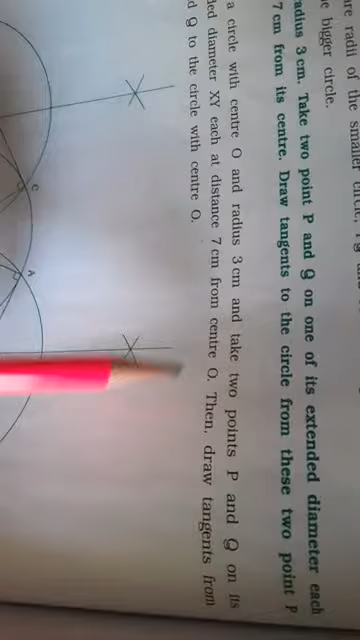 are radii of the smaller circle.
e bigger circle.
radius 3 cm. Take two point P and Q on one of its extended diameter each
7 cm from its centre. Draw tangents to the circle from these two point P
a circle with centre O and radius 3 cm and take two points P and Q on its
ded diameter XY each at distance 7 cm from centre O. Then, draw tangents from
d Q to the circle with centre O.
C
A